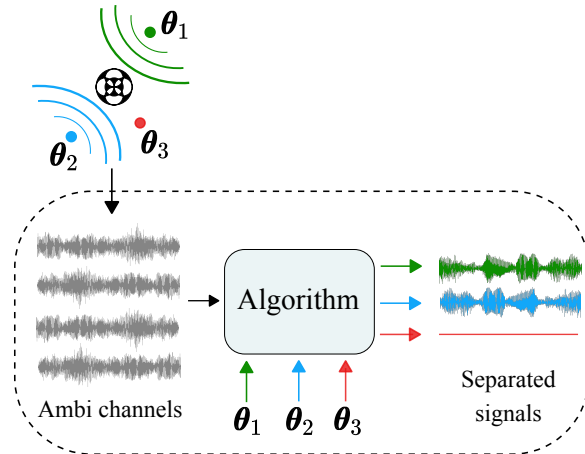 θ1
θ2
θ3
Algorithm
Ambi channels
θ1 θ2 θ3
Separated
signals